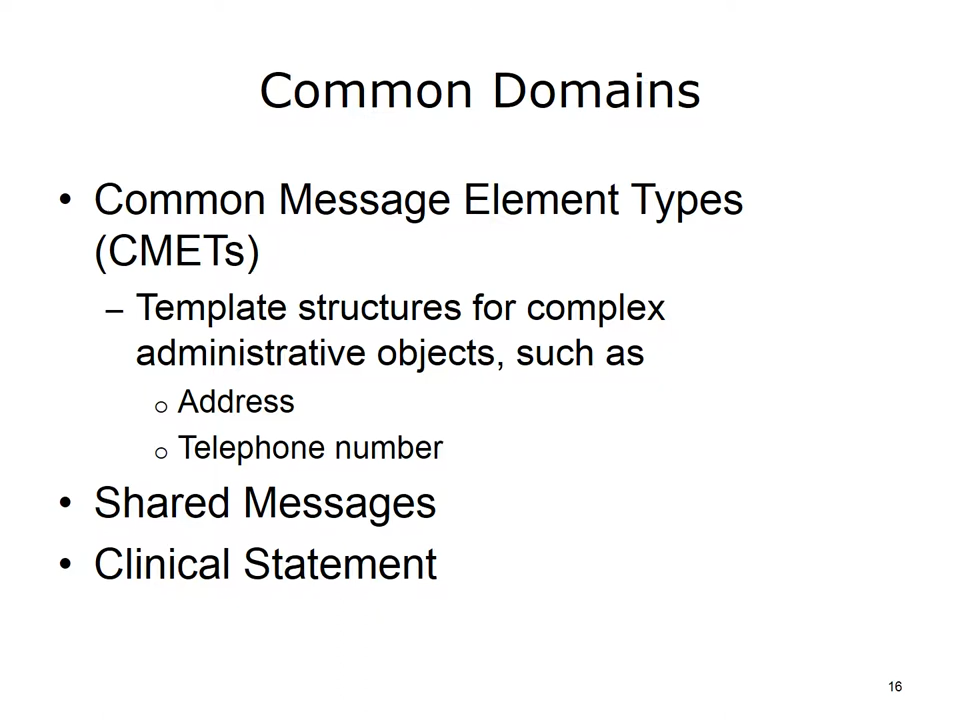 Common Domains
• Common Message Element Types
(CMETs)
– Template structures for complex
administrative objects, such as
o Address
o Telephone number
• Shared Messages
• Clinical Statement
16